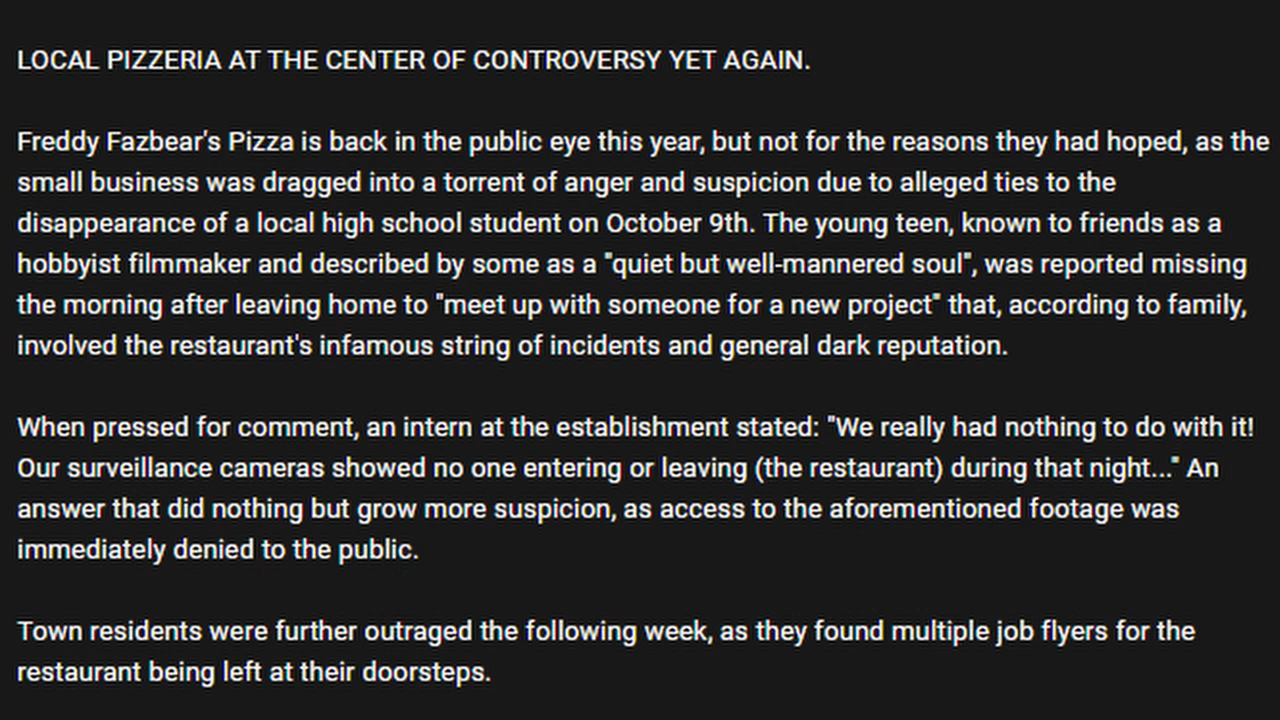 LOCAL PIZZERIA AT THE CENTER OF CONTROVERSY YET AGAIN.
Freddy Fazbear's Pizza is back in the public eye this year, but not for the reasons they had hoped, as the
small business was dragged into a torrent of anger and suspicion due to alleged ties to the
disappearance of a local high school student on October 9th. The young teen, known to friends as a
hobbyist filmmaker and described by some as a "quiet but well-mannered soul", was reported missing
the morning after leaving home to "meet up with someone for a new project" that, according to family,
involved the restaurant's infamous string of incidents and general dark reputation.
When pressed for comment, an intern at the establishment stated: "We really had nothing to do with it!
Our surveillance cameras showed no one entering or leaving (the restaurant) during that night..." An
answer that did nothing but grow more suspicion, as access to the aforementioned footage was
immediately denied to the public.
Town residents were further outraged the following week, as they found multiple job flyers for the
restaurant being left at their doorsteps.